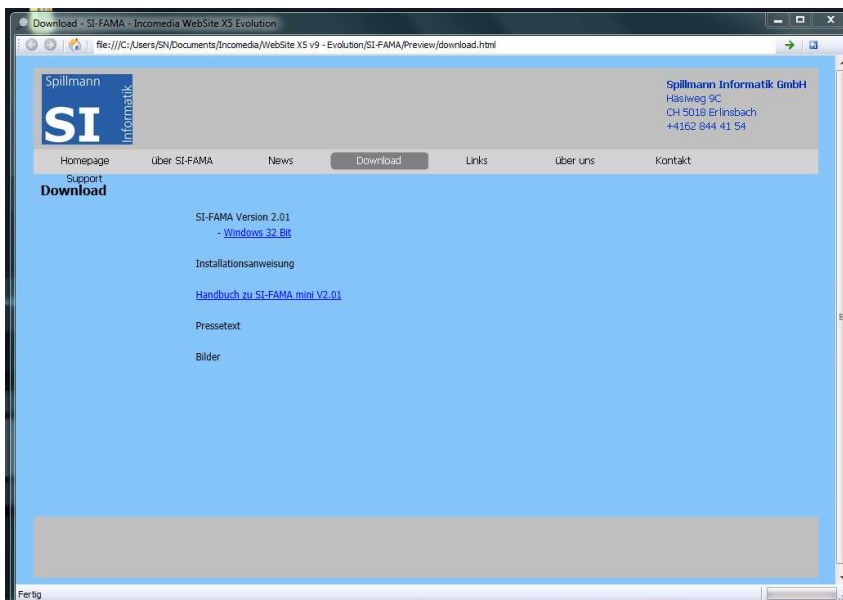 Download - SI-FAMA - Incomedia WebSite X5 Evolution
file:///C:/Users/SN/Documents/Incomedia/WebSite X5 v9 - Evolution/SI-FAMA/Preview/download.html
Spillmann
SI
Informatik
Spillmann Informatik GmbH
Häsiweg 9C
CH 5018 Erlinsbach
+4162 844 41 54
Homepage über SI-FAMA News Download Links über uns Kontakt
Support
Download
SI-FAMA Version 2.01
- Windows 32 Bit
Installationsanweisung
Handbuch zu SI-FAMA mini V2.01
Pressetext
Bilder
Fertig